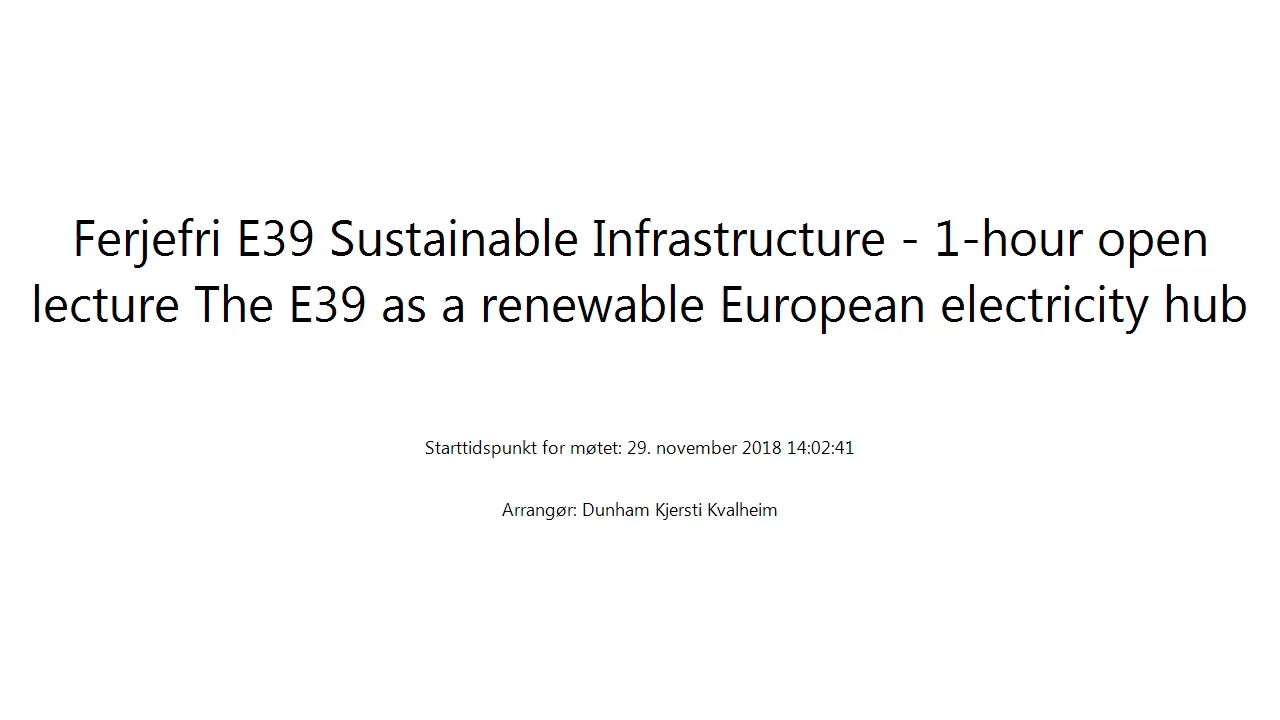 Ferjefri E39 Sustainable Infrastructure - 1-hour open
lecture The E39 as a renewable European electricity hub
Starttidspunkt for møtet: 29. november 2018 14:02:41
Arrangør: Dunham Kjersti Kvalheim